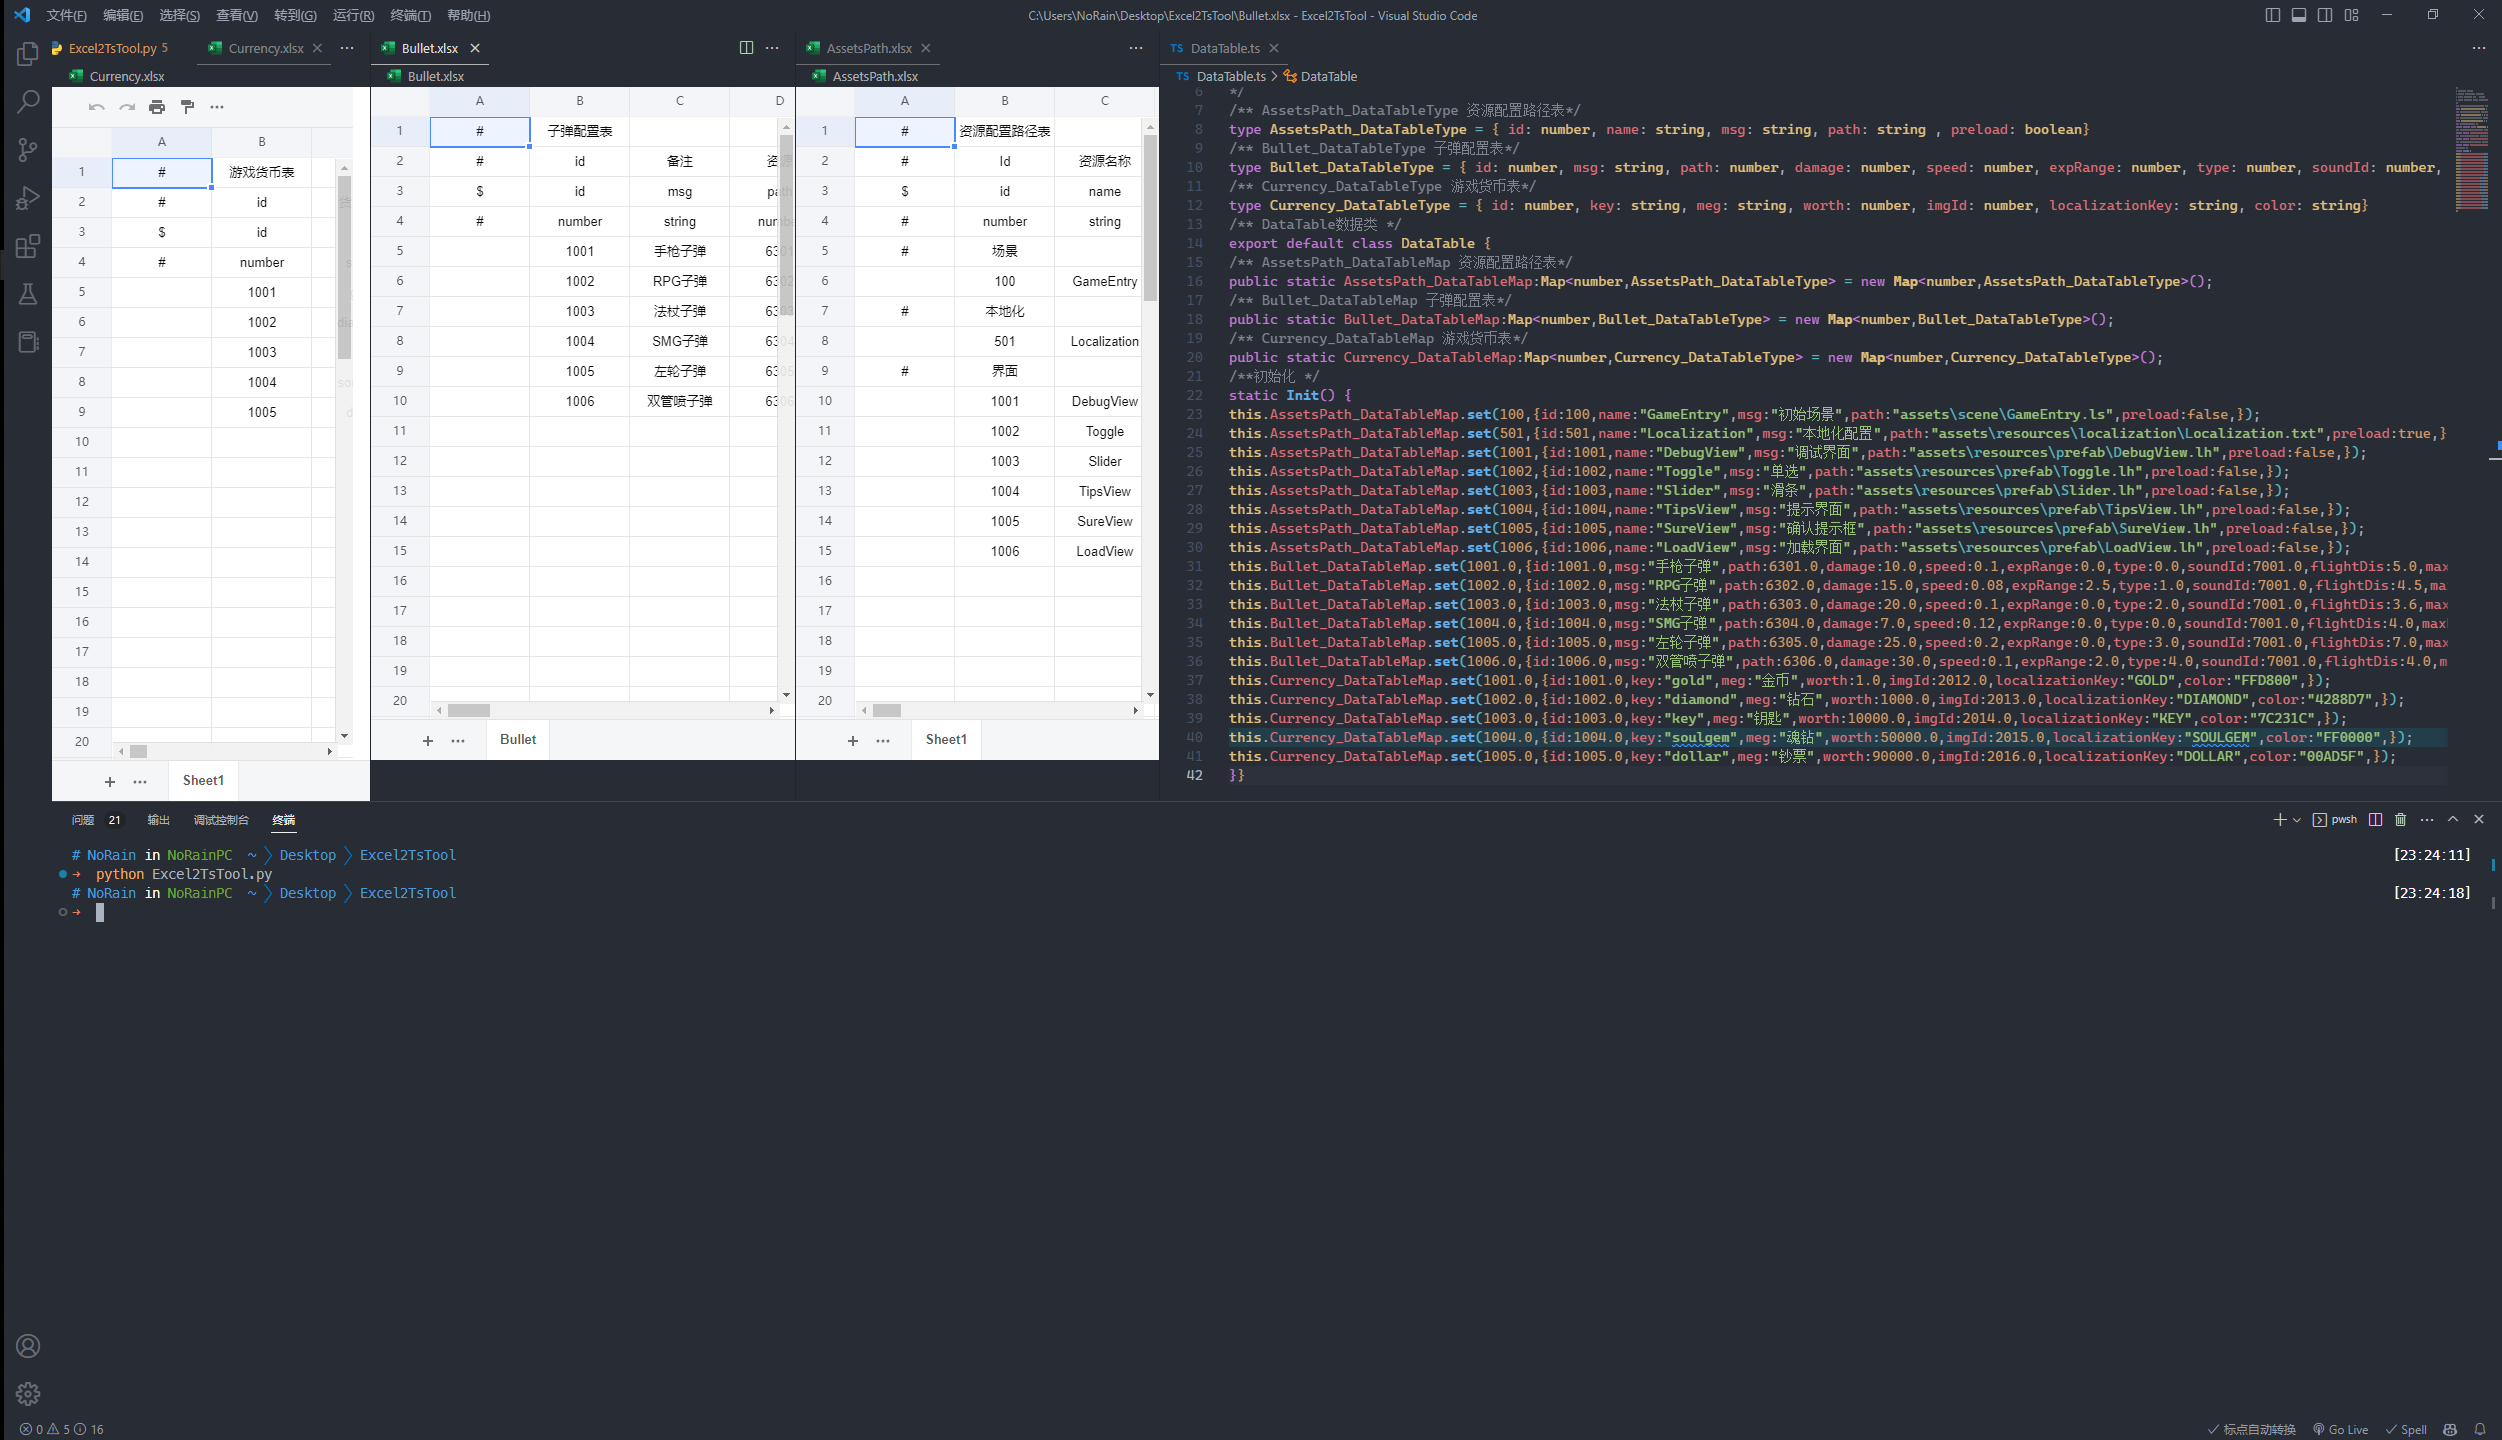 文件(F) 编辑(E) 选择(S) 查看(V) 转到(G) 运行(R) 终端(T) 帮助(H)
C:\Users\NoRain\Desktop\Excel2TsTool\Bullet.xlsx - Excel2TsTool - Visual Studio Code
Excel2TsTool.py 5
Currency.xlsx
Currency.xlsx
A B
1 # 游戏货币表
2 # id
3 $ id
4 # number
5 1001
6 1002
7 1003
8 1004
9 1005
10
11
12
13
14
15
16
17
18
19
20
Sheet1
Bullet.xlsx
Bullet.xlsx
A B C D
1 # 子弹配置表
2 # id 备注
3 $ id msg
4 # number string
5 1001 手枪子弹
6 1002 RPG子弹
7 1003 法杖子弹
8 1004 SMG子弹
9 1005 左轮子弹
10 1006 双管喷子弹
11
12
13
14
15
16
17
18
19
20
Bullet
AssetsPath.xlsx
AssetsPath.xlsx
A B C
1 # 资源配置路径表
2 # Id 资源名称
3 $ id name
4 # number string
5 # 场景
6 100 GameEntry
7 # 本地化
8 501 Localization
9 # 界面
10 1001 DebugView
11 1002 Toggle
12 1003 Slider
13 1004 TipsView
14 1005 SureView
15 1006 LoadView
16
17
18
19
20
Sheet1
TS DataTable.ts
TS DataTable.ts > DataTable
6 */
7 /** AssetsPath_DataTableType 资源配置路径表*/
8 type AssetsPath_DataTableType = { id: number, name: string, msg: string, path: string , preload: boolean}
9 /** Bullet_DataTableType 子弹配置表*/
10 type Bullet_DataTableType = { id: number, msg: string, path: number, damage: number, speed: number, expRange: number, type: number, soundId: number,
11 /** Currency_DataTableType 游戏货币表*/
12 type Currency_DataTableType = { id: number, key: string, meg: string, worth: number, imgId: number, localizationKey: string, color: string}
13 /** DataTable数据类 */
14 export default class DataTable {
15 /** AssetsPath_DataTableMap 资源配置路径表*/
16 public static AssetsPath_DataTableMap:Map<number,AssetsPath_DataTableType> = new Map<number,AssetsPath_DataTableType>();
17 /** Bullet_DataTableMap 子弹配置表*/
18 public static Bullet_DataTableMap:Map<number,Bullet_DataTableType> = new Map<number,Bullet_DataTableType>();
19 /** Currency_DataTableMap 游戏货币表*/
20 public static Currency_DataTableMap:Map<number,Currency_DataTableType> = new Map<number,Currency_DataTableType>();
21 /**初始化 */
22 static Init() {
23 this.AssetsPath_DataTableMap.set(100,{id:100,name:"GameEntry",msg:"初始场景",path:"assets\scene\GameEntry.ls",preload:false,});
24 this.AssetsPath_DataTableMap.set(501,{id:501,name:"Localization",msg:"本地化配置",path:"assets\resources\localization\Localization.txt",preload:true,}
25 this.AssetsPath_DataTableMap.set(1001,{id:1001,name:"DebugView",msg:"调试界面",path:"assets\resources\prefab\DebugView.lh",preload:false,});
26 this.AssetsPath_DataTableMap.set(1002,{id:1002,name:"Toggle",msg:"单选",path:"assets\resources\prefab\Toggle.lh",preload:false,});
27 this.AssetsPath_DataTableMap.set(1003,{id:1003,name:"Slider",msg:"滑条",path:"assets\resources\prefab\Slider.lh",preload:false,});
28 this.AssetsPath_DataTableMap.set(1004,{id:1004,name:"TipsView",msg:"提示界面",path:"assets\resources\prefab\TipsView.lh",preload:false,});
29 this.AssetsPath_DataTableMap.set(1005,{id:1005,name:"SureView",msg:"确认提示框",path:"assets\resources\prefab\SureView.lh",preload:false,});
30 this.AssetsPath_DataTableMap.set(1006,{id:1006,name:"LoadView",msg:"加载界面",path:"assets\resources\prefab\LoadView.lh",preload:false,});
31 this.Bullet_DataTableMap.set(1001.0,{id:1001.0,msg:"手枪子弹",path:6301.0,damage:10.0,speed:0.1,expRange:0.0,type:0.0,soundId:7001.0,flightDis:5.0,max
32 this.Bullet_DataTableMap.set(1002.0,{id:1002.0,msg:"RPG子弹",path:6302.0,damage:15.0,speed:0.08,expRange:2.5,type:1.0,soundId:7001.0,flightDis:4.5,ma
33 this.Bullet_DataTableMap.set(1003.0,{id:1003.0,msg:"法杖子弹",path:6303.0,damage:20.0,speed:0.1,expRange:0.0,type:2.0,soundId:7001.0,flightDis:3.6,max
34 this.Bullet_DataTableMap.set(1004.0,{id:1004.0,msg:"SMG子弹",path:6304.0,damage:7.0,speed:0.12,expRange:0.0,type:0.0,soundId:7001.0,flightDis:4.0,max
35 this.Bullet_DataTableMap.set(1005.0,{id:1005.0,msg:"左轮子弹",path:6305.0,damage:25.0,speed:0.2,expRange:0.0,type:3.0,soundId:7001.0,flightDis:7.0,max
36 this.Bullet_DataTableMap.set(1006.0,{id:1006.0,msg:"双管喷子弹",path:6306.0,damage:30.0,speed:0.1,expRange:2.0,type:4.0,soundId:7001.0,flightDis:4.0,m
37 this.Currency_DataTableMap.set(1001.0,{id:1001.0,key:"gold",meg:"金币",worth:1.0,imgId:2012.0,localizationKey:"GOLD",color:"FFD800",});
38 this.Currency_DataTableMap.set(1002.0,{id:1002.0,key:"diamond",meg:"钻石",worth:1000.0,imgId:2013.0,localizationKey:"DIAMOND",color:"4288D7",});
39 this.Currency_DataTableMap.set(1003.0,{id:1003.0,key:"key",meg:"钥匙",worth:10000.0,imgId:2014.0,localizationKey:"KEY",color:"7C231C",});
40 this.Currency_DataTableMap.set(1004.0,{id:1004.0,key:"soulgem",meg:"魂钻",worth:50000.0,imgId:2015.0,localizationKey:"SOULGEM",color:"FF0000",});
41 this.Currency_DataTableMap.set(1005.0,{id:1005.0,key:"dollar",meg:"钞票",worth:90000.0,imgId:2016.0,localizationKey:"DOLLAR",color:"00AD5F",});
42 }}
问题 21 输出 调试控制台 终端
pwsh
# NoRain in NoRainPC ~ Desktop Excel2TsTool [23:24:11]
→ python Excel2TsTool.py
# NoRain in NoRainPC ~ Desktop Excel2TsTool [23:24:18]
→
0 5 16
标点自动转换 Go Live Spell